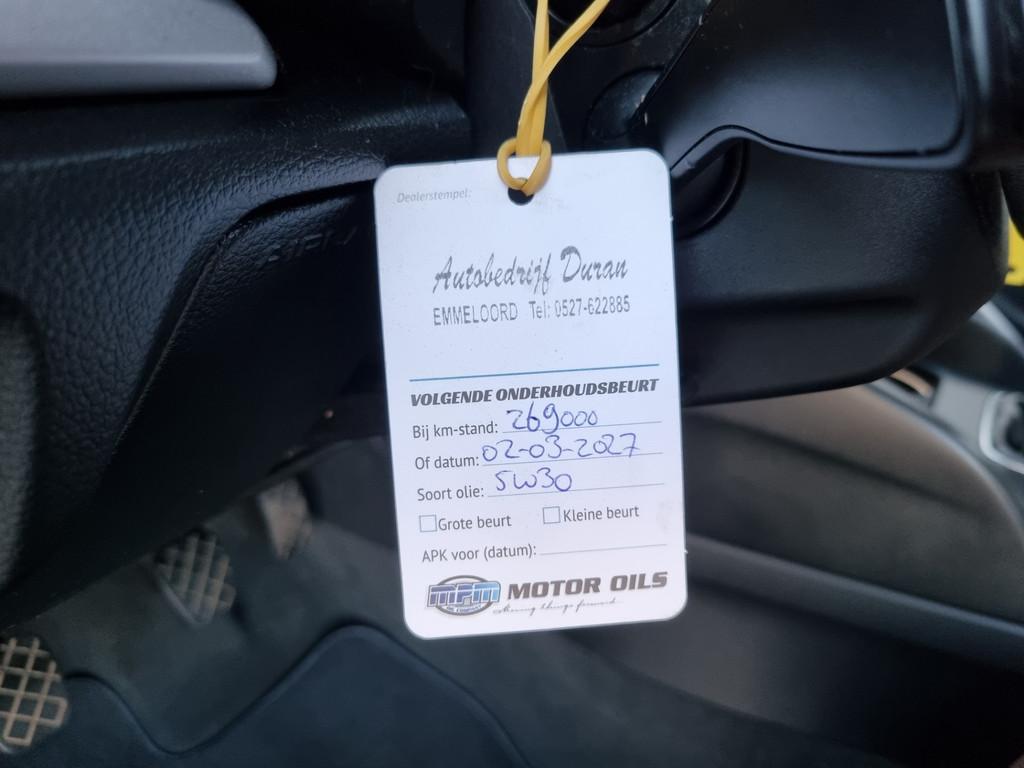 Dealerstempel:
Autobedrijf Duran
EMMELOORD Tel: 0527-622885
VOLGENDE ONDERHOUDSBEURT
Bij km-stand: 269000
Of datum: 02-03-2027
Soort olie: 5W30
Grote beurt Kleine beurt
APK voor (datum):
MPM MOTOR OILS